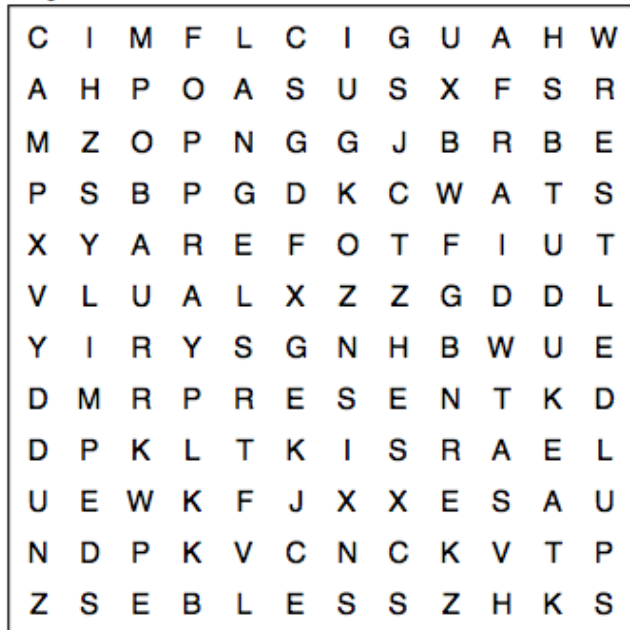 C I M F L C I G U A H W
A H P O A S U S X F S R
M Z O P N G G J B R B E
P S B P G D K C W A T S
X Y A R E F O T F I U T
V L U A L X Z Z G D D L
Y I R Y S G N H B W U E
D M R P R E S E N T K D
D P K L T K I S R A E L
U E W K F J X X E S A U
N D P K V C N C K V T P
Z S E B L E S S Z H K S